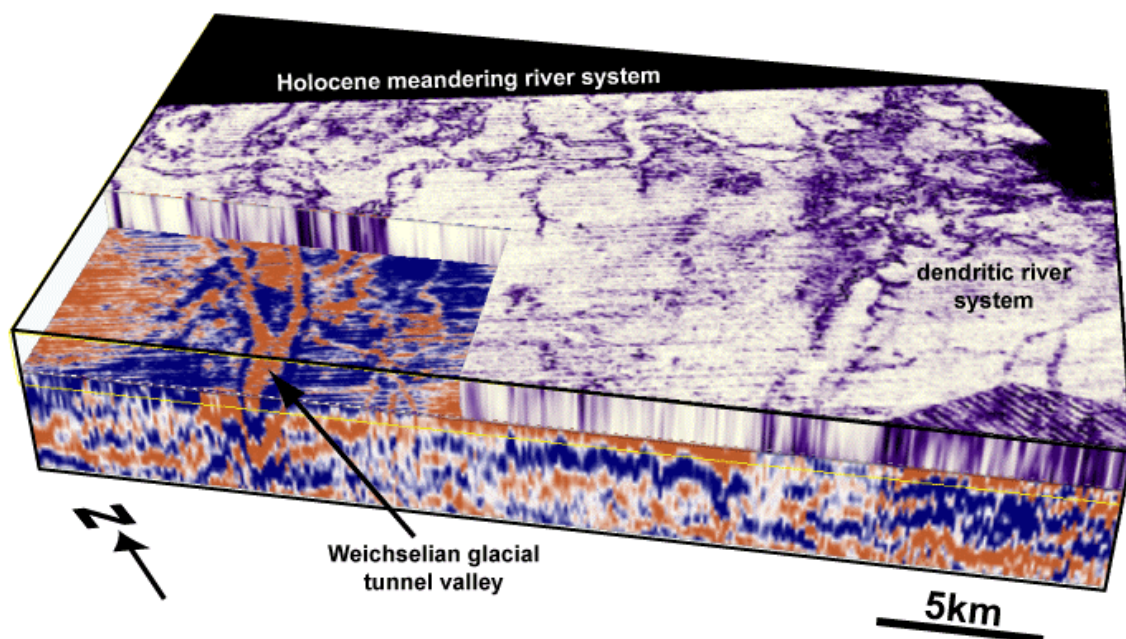 Holocene meandering river system
dendritic river
system
N
Weichselian glacial
tunnel valley
5km